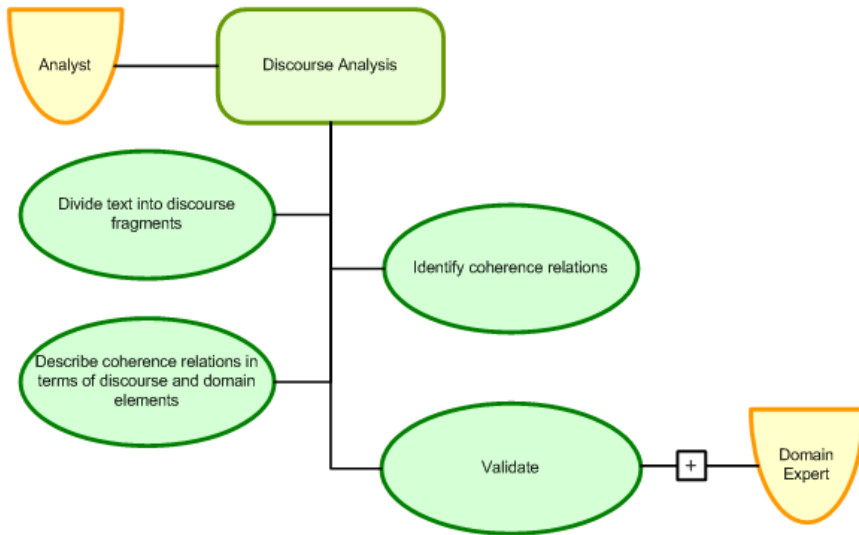 Analyst
Discourse Analysis
Divide text into discourse
fragments
Identify coherence relations
Describe coherence relations in
terms of discourse and domain
elements
Validate
+
Domain
Expert